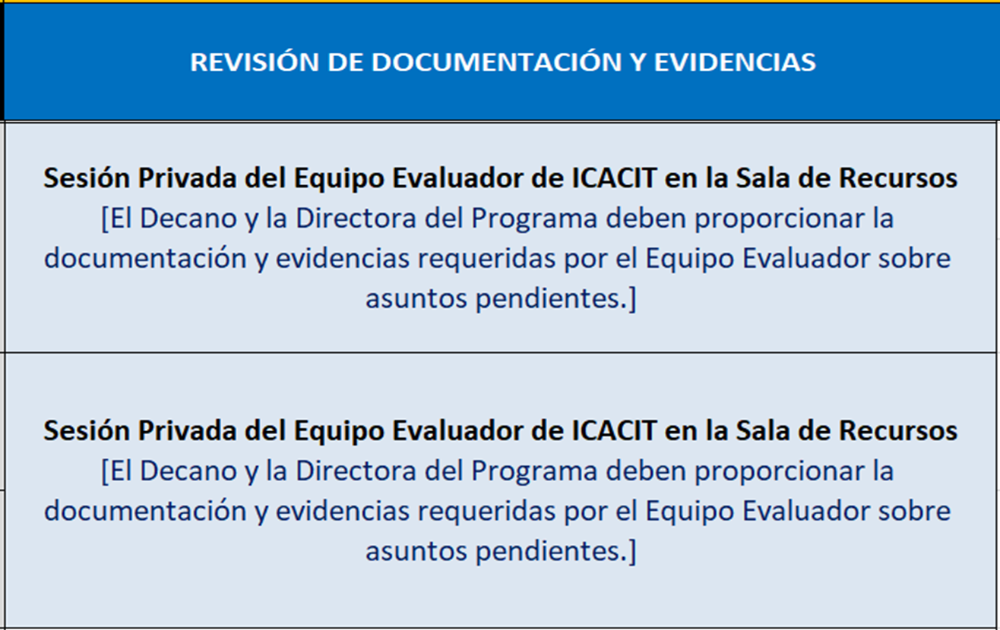 REVISIÓN DE DOCUMENTACIÓN Y EVIDENCIAS
Sesión Privada del Equipo Evaluador de ICACIT en la Sala de Recursos
[El Decano y la Directora del Programa deben proporcionar la
documentación y evidencias requeridas por el Equipo Evaluador sobre
asuntos pendientes.]
Sesión Privada del Equipo Evaluador de ICACIT en la Sala de Recursos
[El Decano y la Directora del Programa deben proporcionar la
documentación y evidencias requeridas por el Equipo Evaluador sobre
asuntos pendientes.]